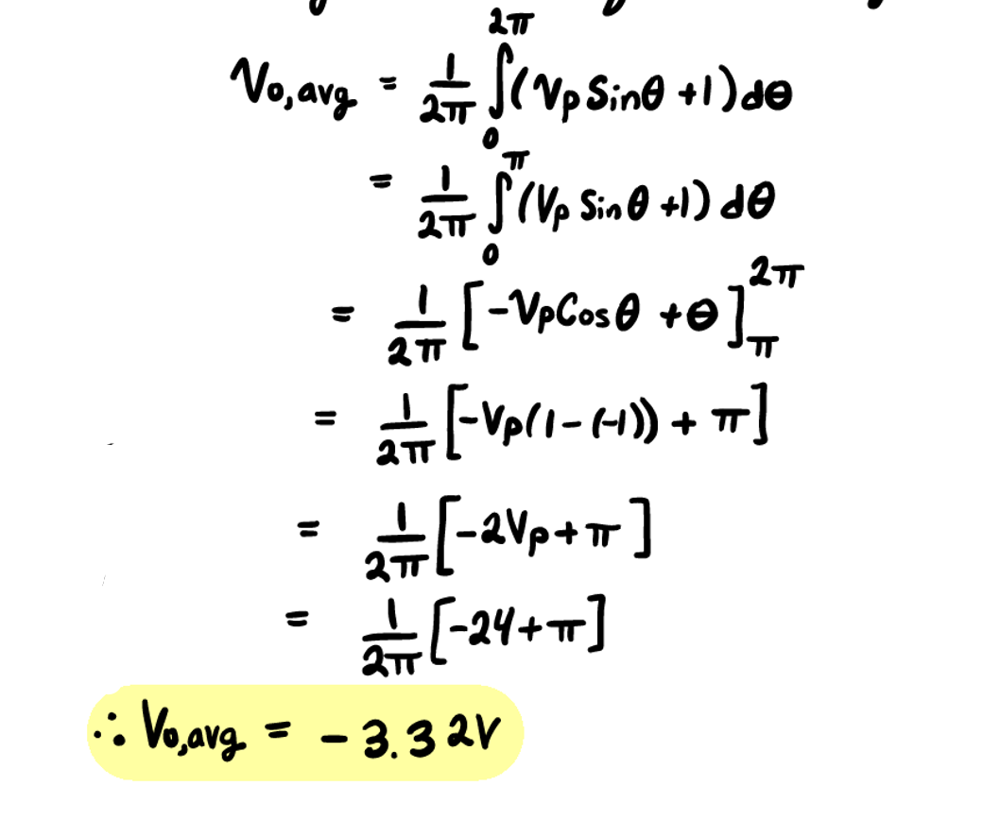 Vo,avg = 1/2π ∫₀^2π (Vp Sinθ +1) dθ
= 1/2π ∫₀^π (Vp Sinθ +1) dθ
= 1/2π [-VpCosθ +θ]_π^2π
= 1/2π [-Vp(1-(-1)) + π]
= 1/2π [-2Vp+π]
= 1/2π [-24+π]
∴ Vo,avg = -3.32V